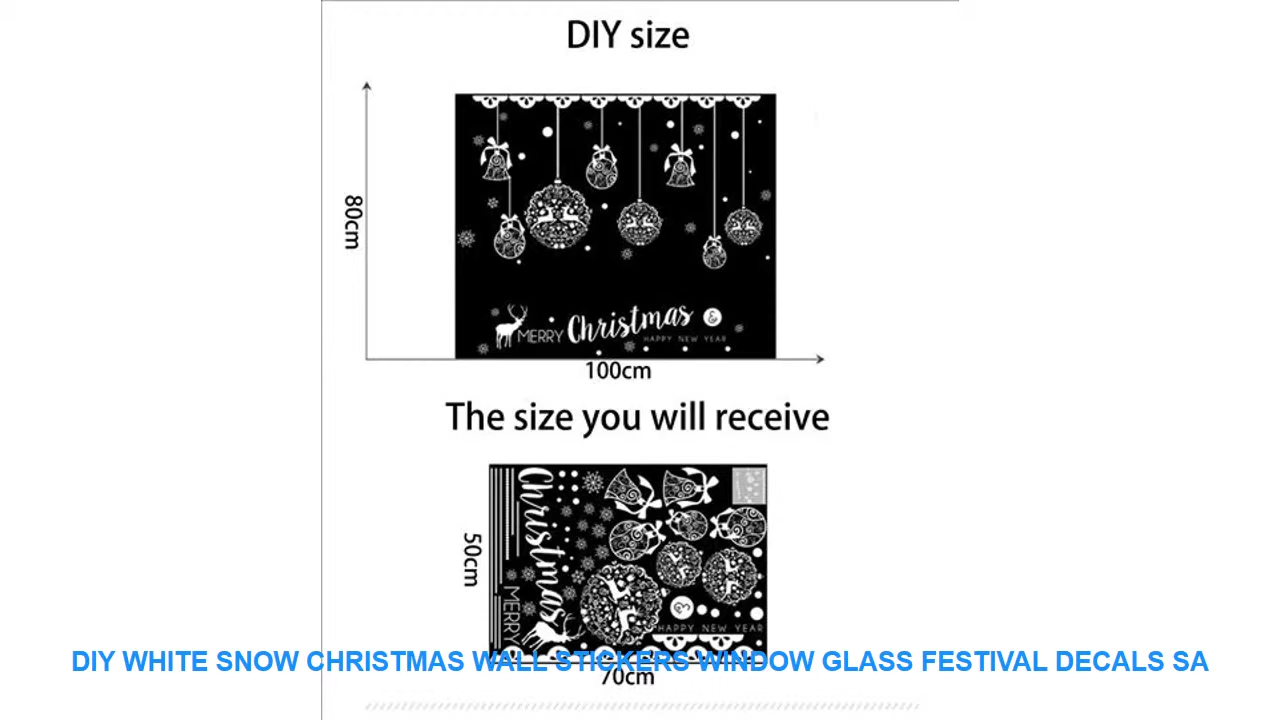 DIY size
80cm
MERRY Christmas &
HAPPY NEW YEAR
100cm
The size you will receive
50cm
Christmas
MERRY
&
HAPPY NEW YEAR
DIY WHITE SNOW CHRISTMAS WALL STICKERS WINDOW GLASS FESTIVAL DECALS SA
70cm